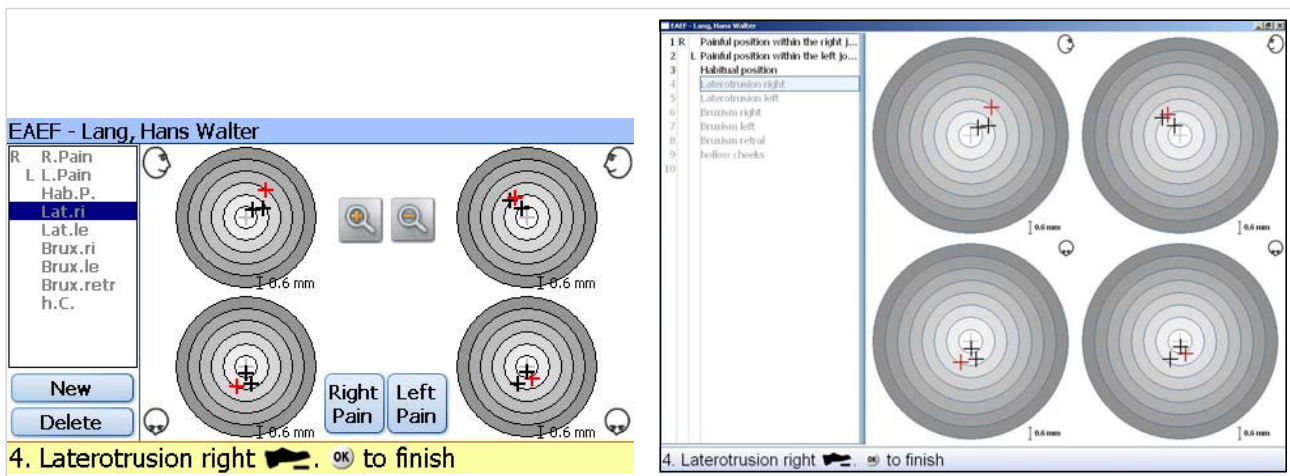 EAEF - Lang, Hans Walter
R R.Pain
L L.Pain
Hab.P.
Lat.ri
Lat.le
Brux.ri
Brux.le
Brux.retr
h.C.
New
Delete
0.6 mm
0.6 mm
0.6 mm
0.6 mm
Right Pain
Left Pain
4. Laterotrusion right . OK to finish
EAEF - Lang, Hans Walter
1 R Painful position within the right j...
2 L Painful position within the left jo...
3 Habitual position
4 Laterotrusion right
5 Laterotrusion left
6 Bruxism right
7 Bruxism left
8 Bruxism retral
9 hollow cheeks
10
0.6 mm
0.6 mm
0.6 mm
0.6 mm
4. Laterotrusion right . OK to finish